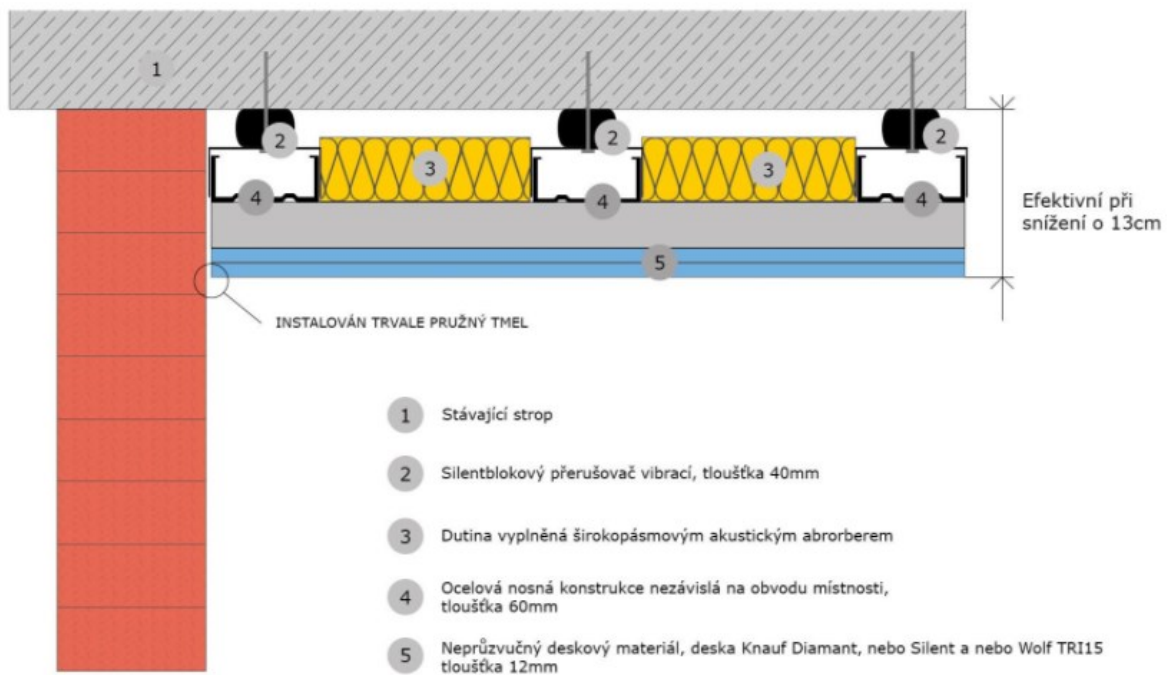 1
2
2
2
3
3
4
4
4
Efektivní při
snížení o 13cm
5
INSTALOVÁN TRVALE PRUŽNÝ TMEL
1 Stávající strop
2 Silentblokový přerušovač vibrací, tloušťka 40mm
3 Dutina vyplněná širokopásmovým akustickým abrorberem
4 Ocelová nosná konstrukce nezávislá na obvodu místnosti,
tloušťka 60mm
5 Neprůzvučný deskový materiál, deska Knauf Diamant, nebo Silent a nebo Wolf TRI15
tloušťka 12mm